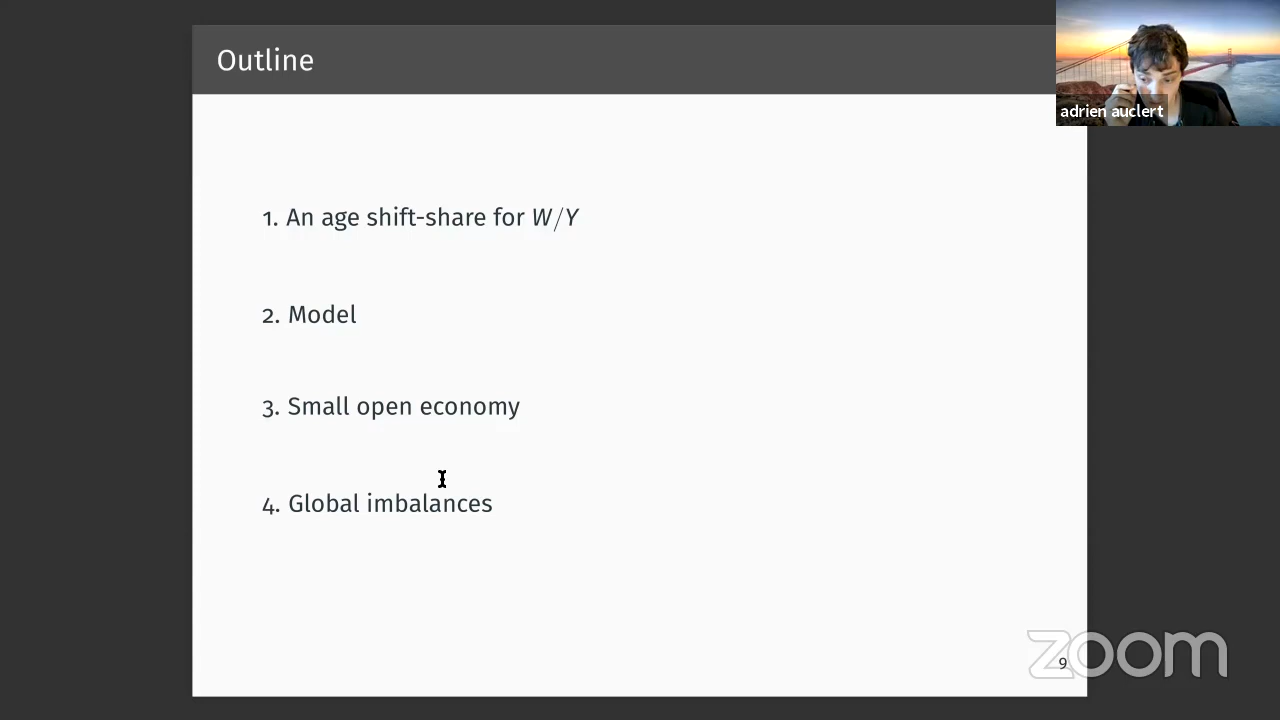 Outline
adrien auclert
1. An age shift-share for W/Y
2. Model
3. Small open economy
4. Global imbalances
9
zoom